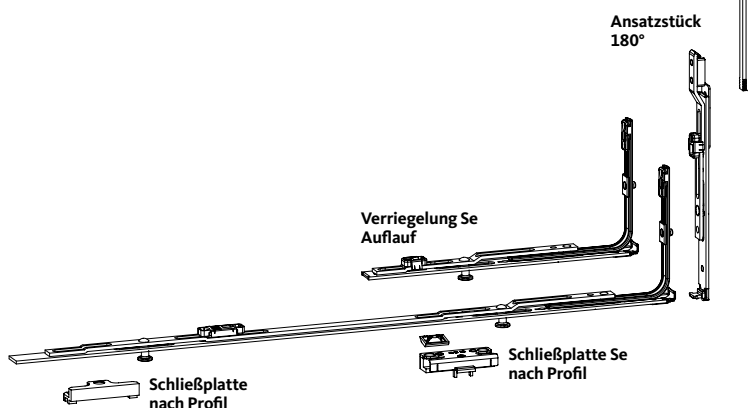 Ansatzstück
180°
Verriegelung Se
Auflauf
Schließplatte Se
nach Profil
Schließplatte
nach Profil